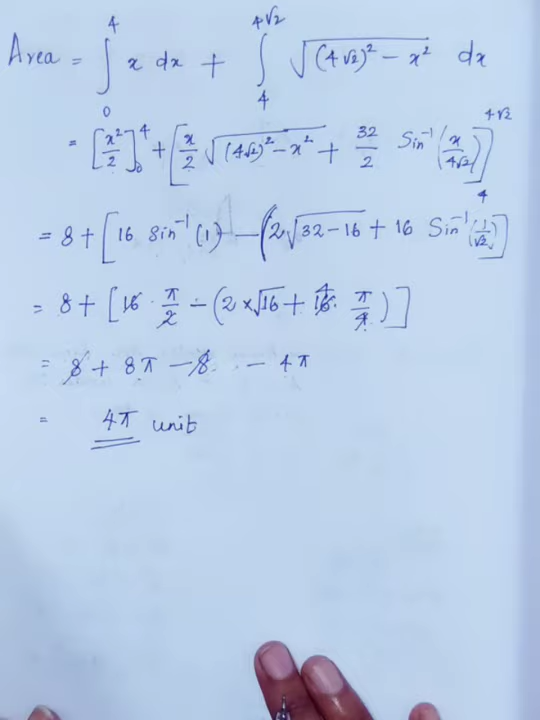 Area = ∫₀⁴ x dx + ∫₄^{4√2} √((4√2)² − x²) dx
= [x²/2]₀⁴ + [x/2 √((4√2)² − x²) + 32/2 Sin⁻¹(x/4√2)]₄^{4√2}
= 8 + [16 Sin⁻¹(1) − (2√(32−16) + 16 Sin⁻¹(1/√2)]
= 8 + [16 · π/2 − (2×√16 + 16 4 · π/4)]
= 8 + 8π − 8 − 4π
= 4π unit